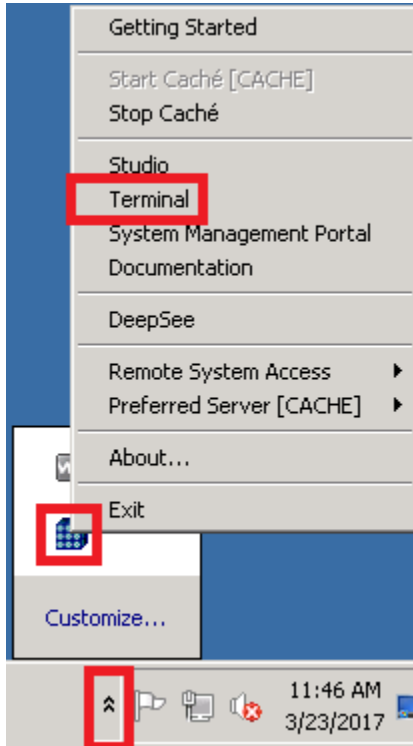 Getting Started
Start Caché [CACHE]
Stop Caché
Studio
Terminal
System Management Portal
Documentation
DeepSee
Remote System Access
Preferred Server [CACHE]
About...
Exit
Customize...
11:46 AM
3/23/2017